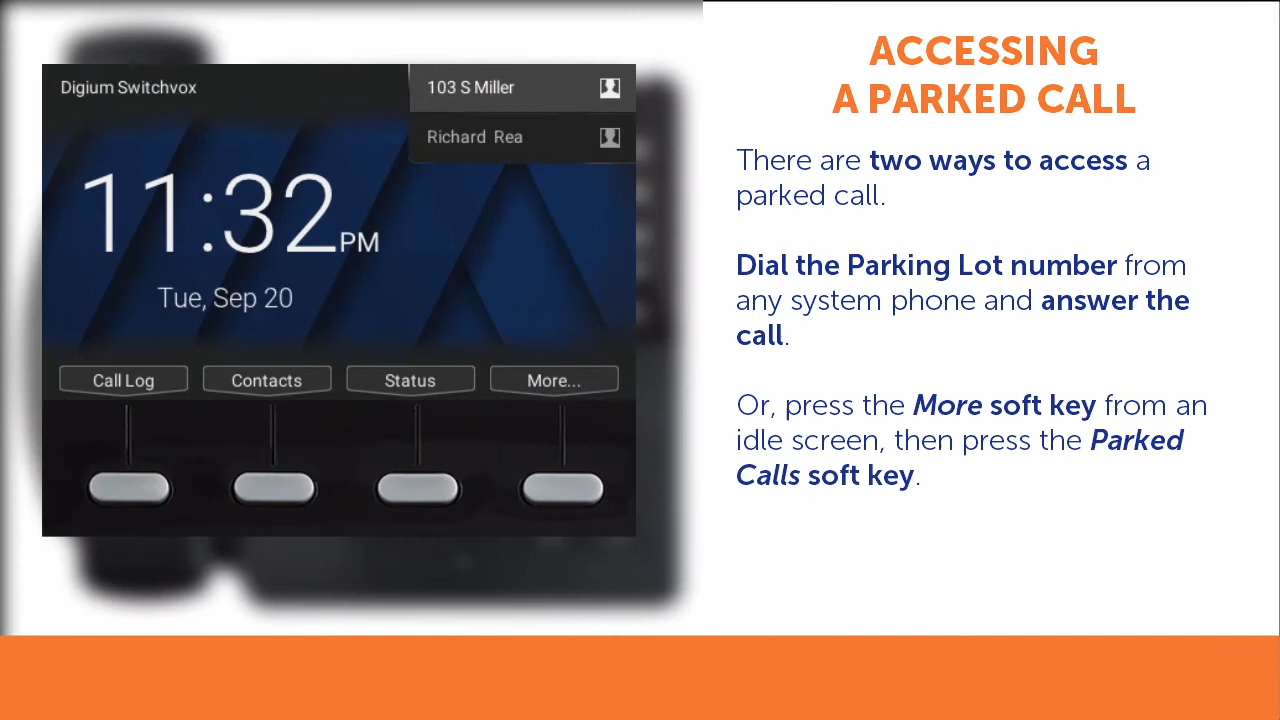 Digium Switchvox
103 S Miller
Richard Rea
11:32 PM
Tue, Sep 20
Call Log Contacts Status More...
ACCESSING
A PARKED CALL
There are two ways to access a
parked call.
Dial the Parking Lot number from
any system phone and answer the
call.
Or, press the More soft key from an
idle screen, then press the Parked
Calls soft key.